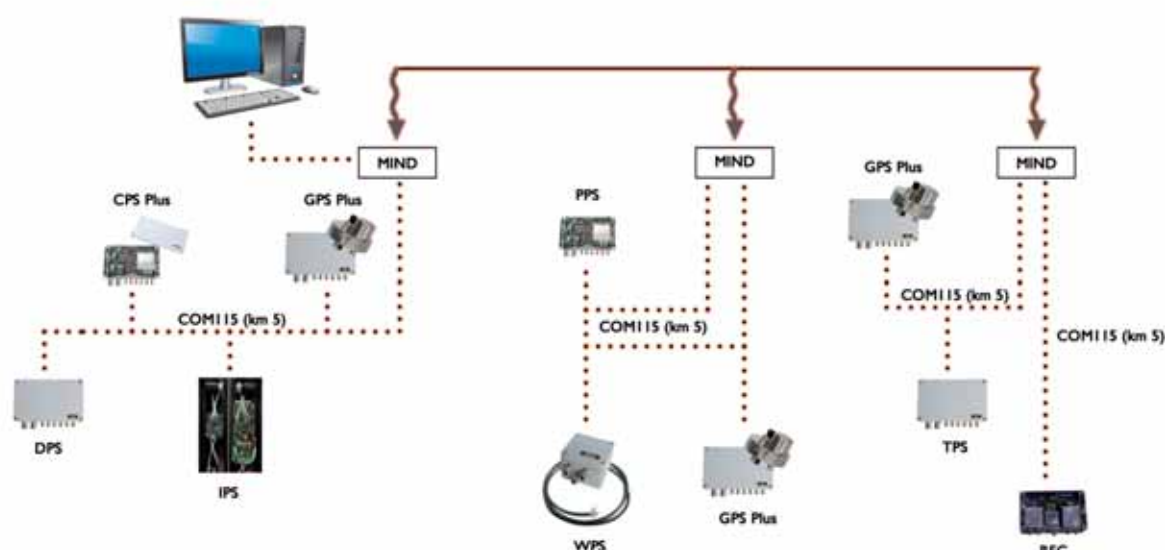 MIND
MIND
MIND
CPS Plus
GPS Plus
PPS
GPS Plus
COM115 (km 5)
COM115 (km 5)
COM115 (km 5)
COM115 (km 5)
DPS
IPS
WPS
GPS Plus
TPS